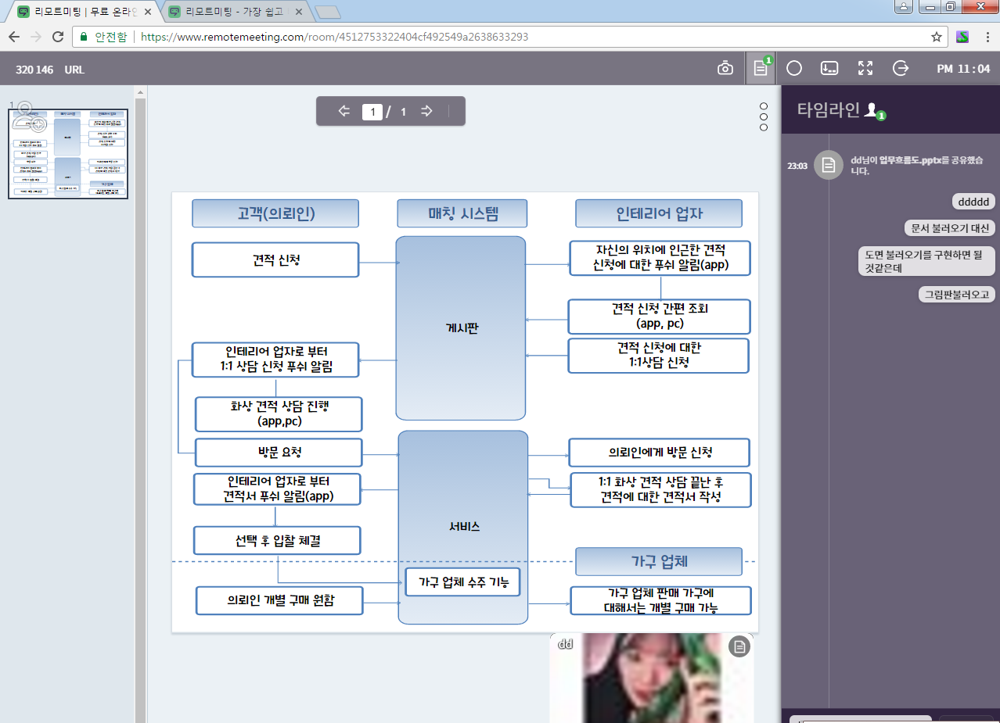 리모트미팅 | 무료 온라인
리모트미팅 - 가장 쉽고
안전함
https://www.remotemeeting.com/room/4512753322404cf492549a2638633293
320 146 URL
1
PM 11 : 04
1
1 / 1
타임라인
1
23:03
dd님이 업무흐름도.pptx를 공유했습
니다.
ddddd
문서 불러오기 대신
도면 불러오기를 구현하면 될
것같은데
그림판불러오고
고객(의뢰인)
매칭 시스템
인테리어 업자
견적 신청
자신의 위치에 인근한 견적
신청에 대한 푸쉬 알림(app)
게시판
견적 신청 간편 조회
(app, pc)
인테리어 업자로 부터
1:1 상담 신청 푸쉬 알림
견적 신청에 대한
1:1상담 신청
화상 견적 상담 진행
(app,pc)
방문 요청
의뢰인에게 방문 신청
인테리어 업자로 부터
견적서 푸쉬 알림(app)
1:1 화상 견적 상담 끝난 후
견적에 대한 견적서 작성
서비스
선택 후 입찰 체결
가구 업체
가구 업체 수주 기능
의뢰인 개별 구매 원함
가구 업체 판매 가구에
대해서는 개별 구매 가능
dd